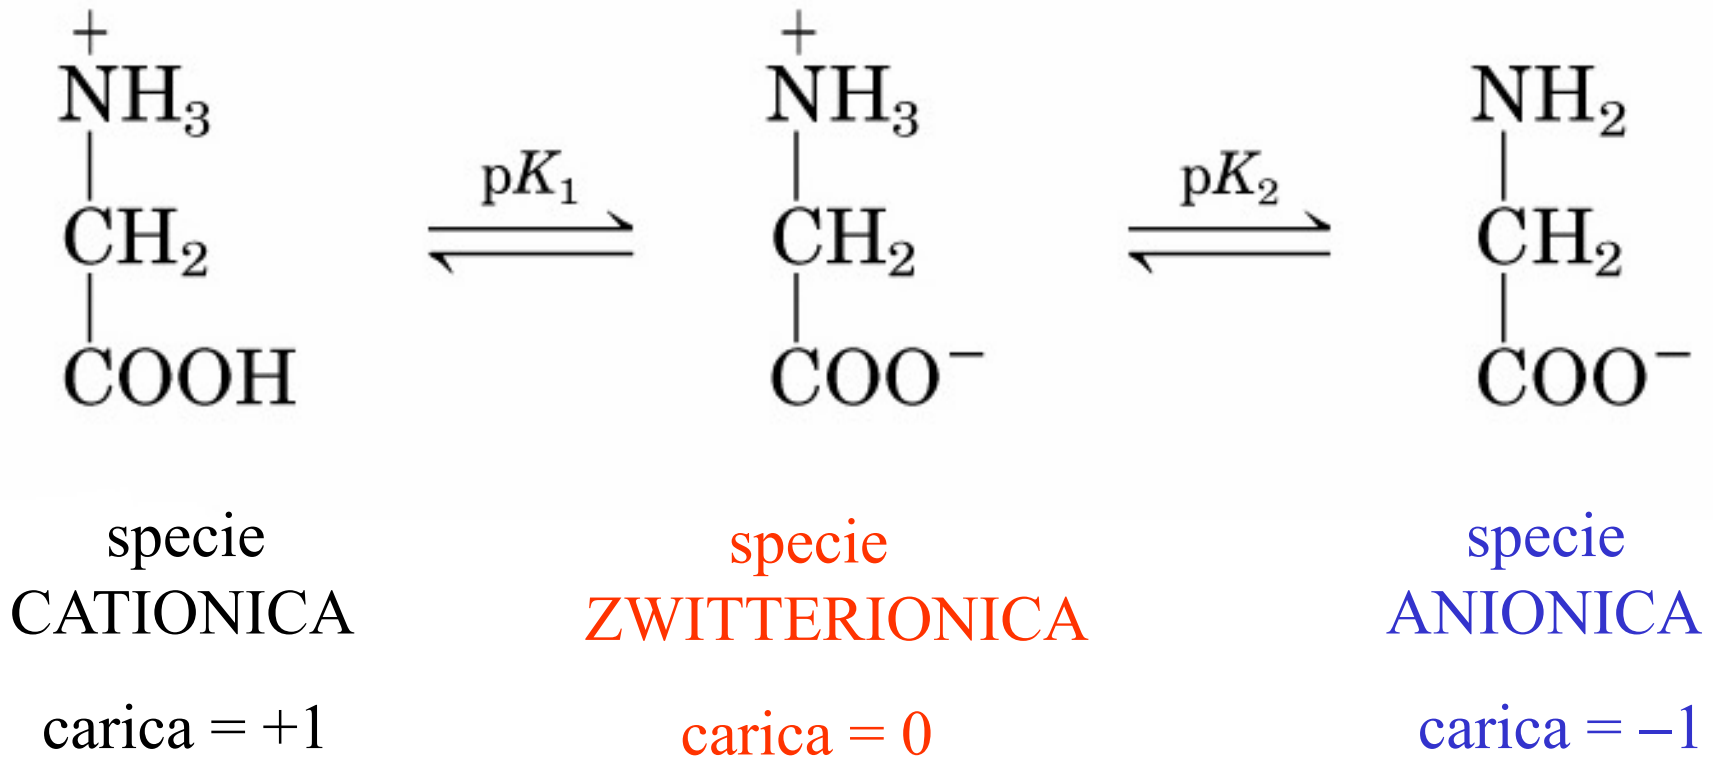 + +
NH₃ NH₃ NH₂
pK₁ pK₂
CH₂ CH₂ CH₂
COOH COO⁻ COO⁻
specie specie specie
CATIONICA ZWITTERIONICA ANIONICA
carica = +1 carica = 0 carica = –1